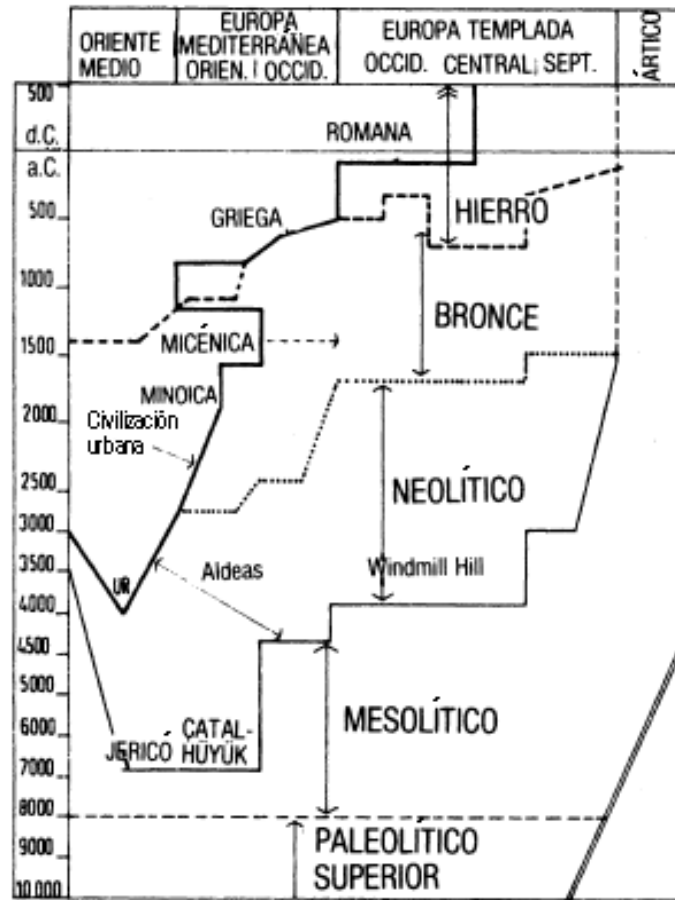 ORIENTE
MEDIO
EUROPA
MEDITERRÁNEA
ORIEN. OCCID.
EUROPA TEMPLADA
OCCID. CENTRAL SEPT.
ÁRTICO
500
d.C.
a.C.
500
1000
1500
2000
2500
3000
3500
4000
4500
5000
6000
7000
8000
9000
10.000
ROMANA
GRIEGA
HIERRO
BRONCE
MICÉNICA
MINOICA
Civilización
urbana
NEOLÍTICO
UR
Aldeas
Windmill Hill
MESOLÍTICO
JERICÓ
ÇATAL-
HÜYÜK
PALEOLÍTICO
SUPERIOR